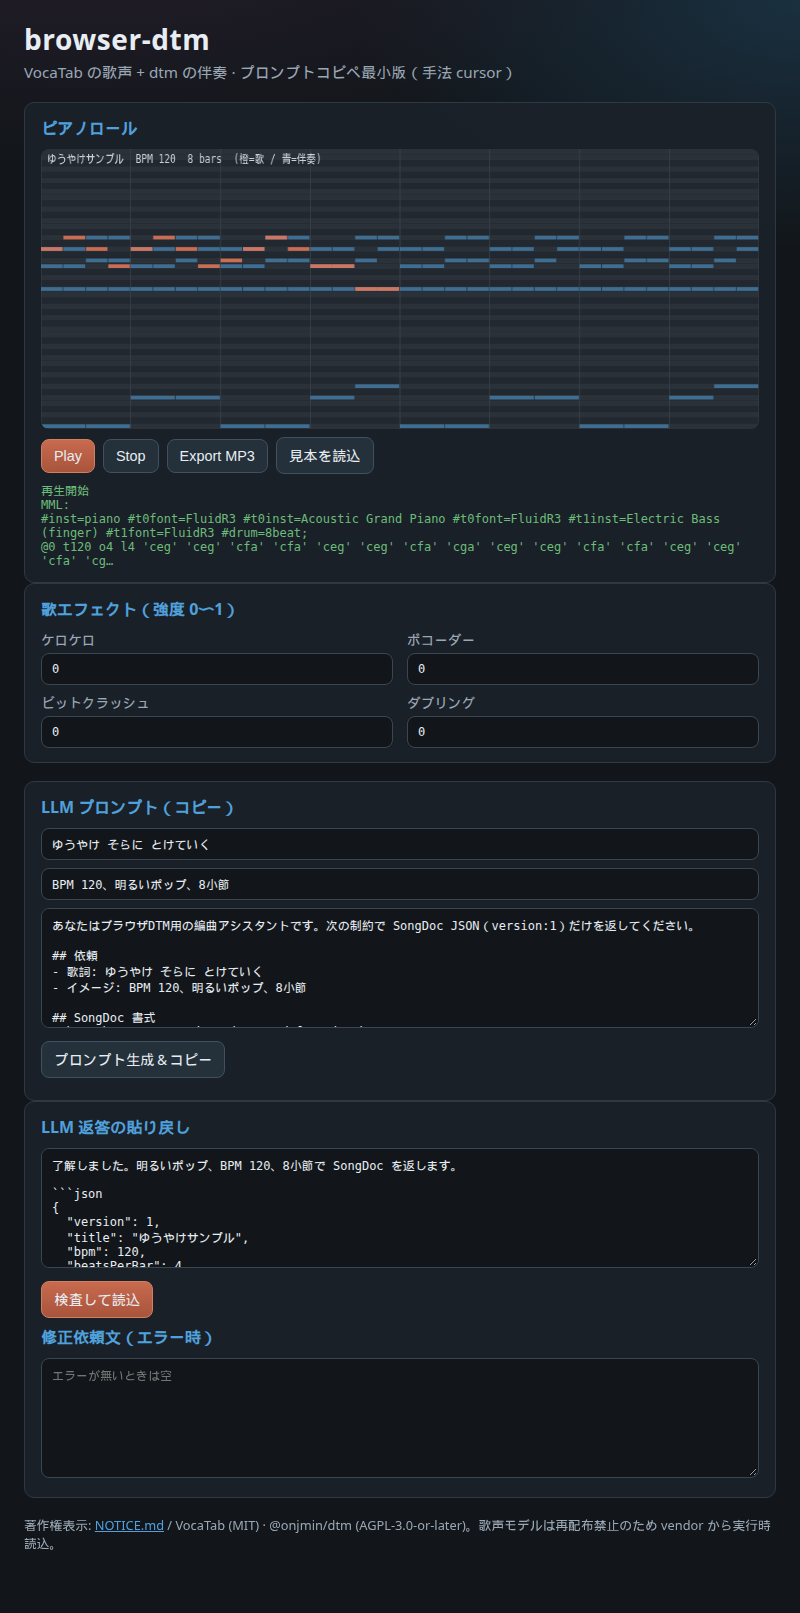 browser-dtm
VocaTab の歌声 + dtm の伴奏 · プロンプトコピペ最小版（手法 cursor）
ピアノロール
ゆうやけサンプル BPM 120 8 bars (橙=歌 / 青=伴奏)
Play
Stop
Export MP3
見本を読込
再生開始
MML:
#inst=piano #t0font=FluidR3 #t0inst=Acoustic Grand Piano #t0font=FluidR3 #t1inst=Electric Bass
(finger) #t1font=FluidR3 #drum=8beat;
@0 t120 o4 l4 'ceg' 'ceg' 'cfa' 'cfa' 'ceg' 'ceg' 'cfa' 'cga' 'ceg' 'ceg' 'cfa' 'cfa' 'ceg' 'ceg'
'cfa' 'cg…
歌エフェクト（強度 0〜1）
ケロケロ
ボコーダー
0
0
ビットクラッシュ
ダブリング
0
0
LLM プロンプト（コピー）
ゆうやけ そらに とけていく
BPM 120、明るいポップ、8小節
あなたはブラウザDTM用の編曲アシスタントです。次の制約で SongDoc JSON（version:1）だけを返してください。
## 依頼
- 歌詞: ゆうやけ そらに とけていく
- イメージ: BPM 120、明るいポップ、8小節
## SongDoc 書式
プロンプト生成＆コピー
LLM 返答の貼り戻し
了解しました。明るいポップ、BPM 120、8小節で SongDoc を返します。
```json
{
"version": 1,
"title": "ゆうやけサンプル",
"bpm": 120,
"beatsPerBar": 4,
検査して読込
修正依頼文（エラー時）
エラーが無いときは空
著作権表示: NOTICE.md / VocaTab (MIT) · @onjmin/dtm (AGPL-3.0-or-later)。歌声モデルは再配布禁止のため vendor から実行時
読込。